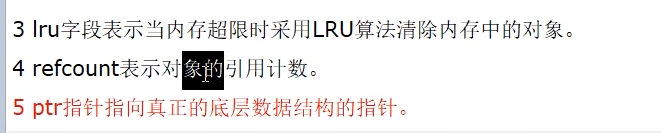 3 lru字段表示当内存超限时采用LRU算法清除内存中的对象。
4 refcount表示对象的引用计数。
5 ptr指针指向真正的底层数据结构的指针。